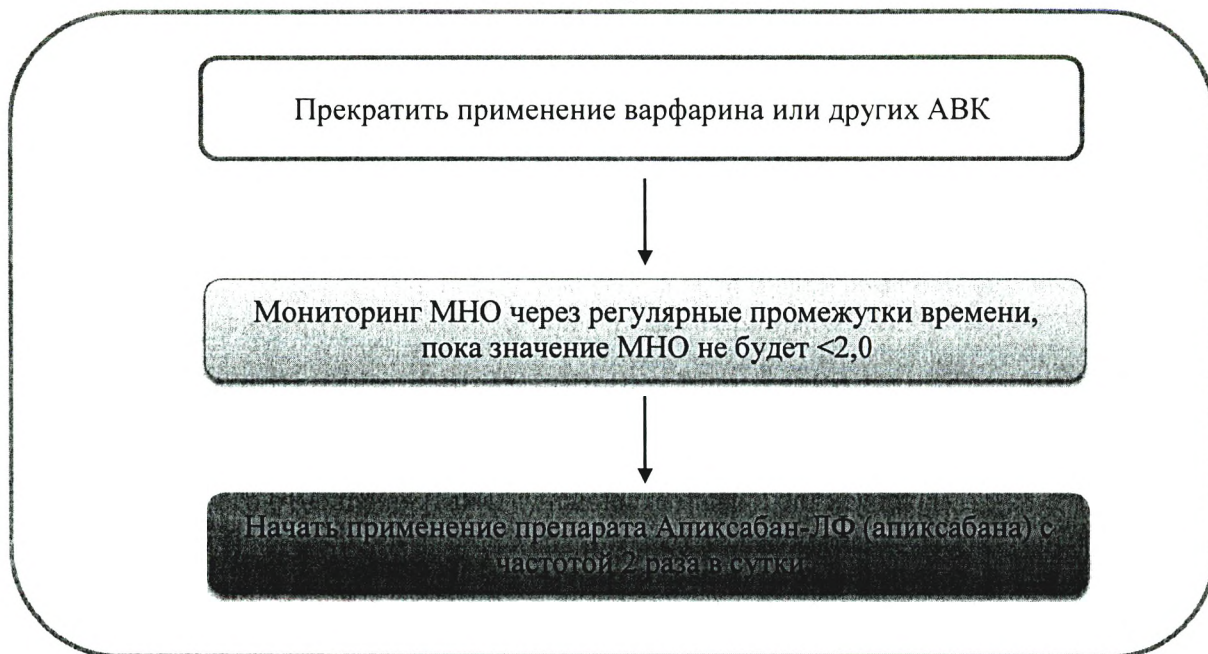 Прекратить применение варфарина или других АВК
Мониторинг МНО через регулярные промежутки времени,
пока значение МНО не будет <2,0
Начать применение препарата Апиксабан-ЛФ (апиксабана) с
частотой 2 раза в сутки